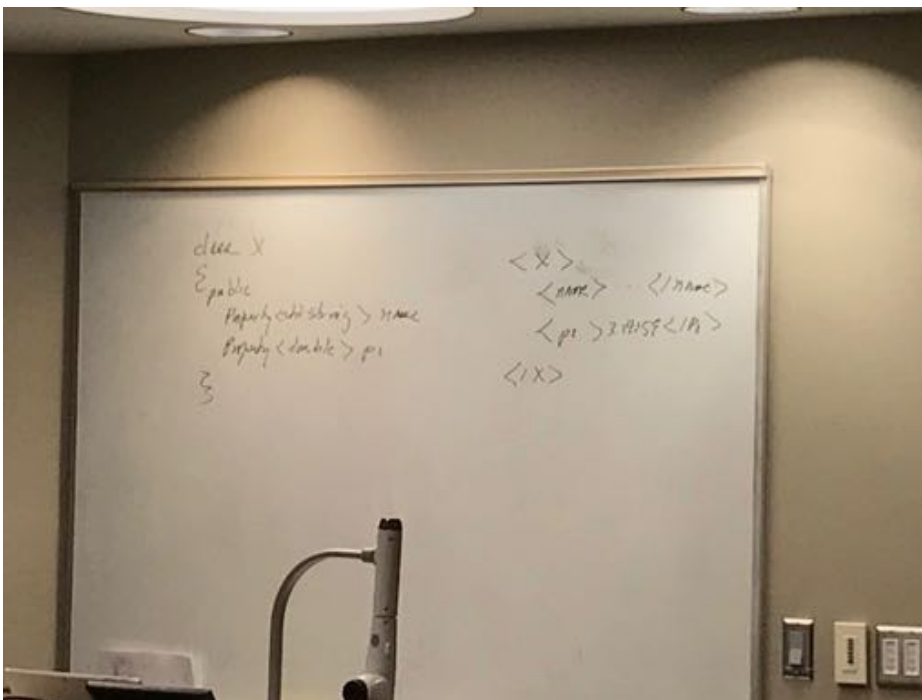 class X
{ public
Property<std::string> name
Property<double> pi
}
<X>
<name> .. </name>
<pi>3.14159</pi>
</X>